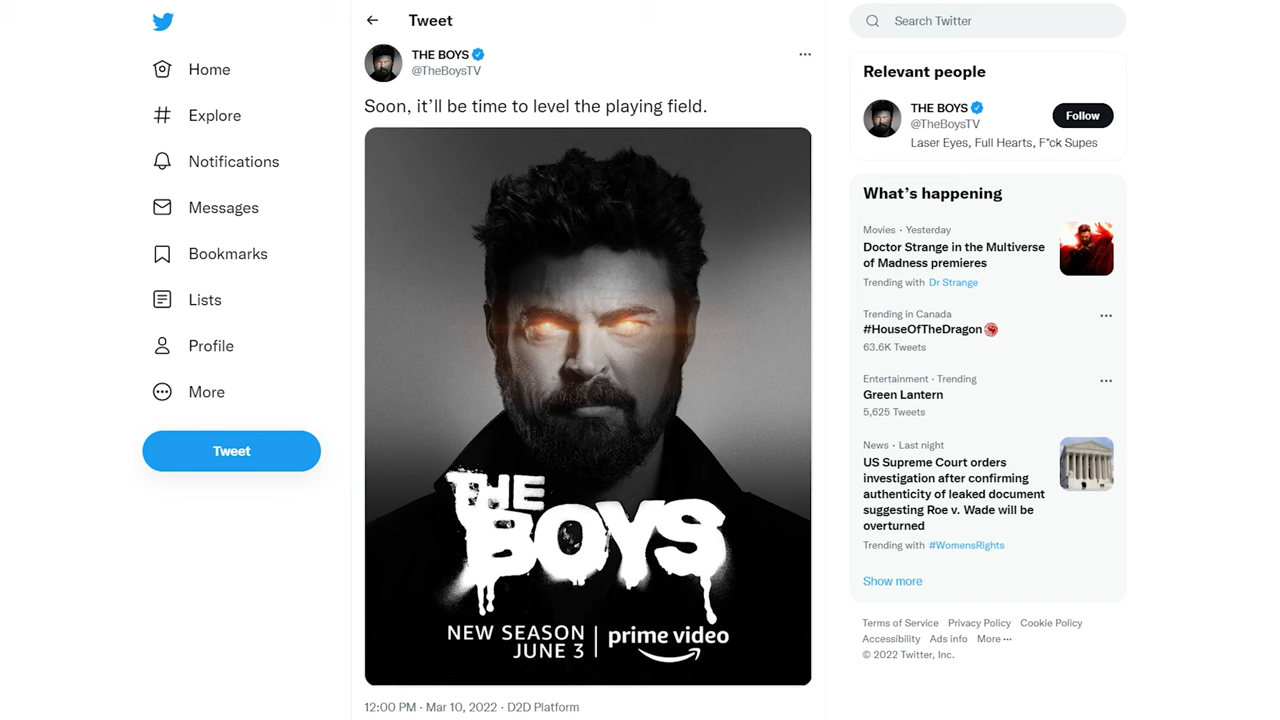 Tweet
Search Twitter
Home
Explore
Notifications
Messages
Bookmarks
Lists
Profile
More
Tweet
THE BOYS
@TheBoysTV
Soon, it’ll be time to level the playing field.
THE
BOYS
NEW SEASON
JUNE 3
prime video
12:00 PM · Mar 10, 2022 · D2D Platform
Relevant people
THE BOYS
@TheBoysTV
Follow
Laser Eyes, Full Hearts, F*ck Supes
What’s happening
Movies · Yesterday
Doctor Strange in the Multiverse
of Madness premieres
Trending with Dr Strange
Trending in Canada
#HouseOfTheDragon
63.6K Tweets
Entertainment · Trending
Green Lantern
5,625 Tweets
News · Last night
US Supreme Court orders
investigation after confirming
authenticity of leaked document
suggesting Roe v. Wade will be
overturned
Trending with #WomensRights
Show more
Terms of Service Privacy Policy Cookie Policy
Accessibility Ads info More ···
© 2022 Twitter, Inc.